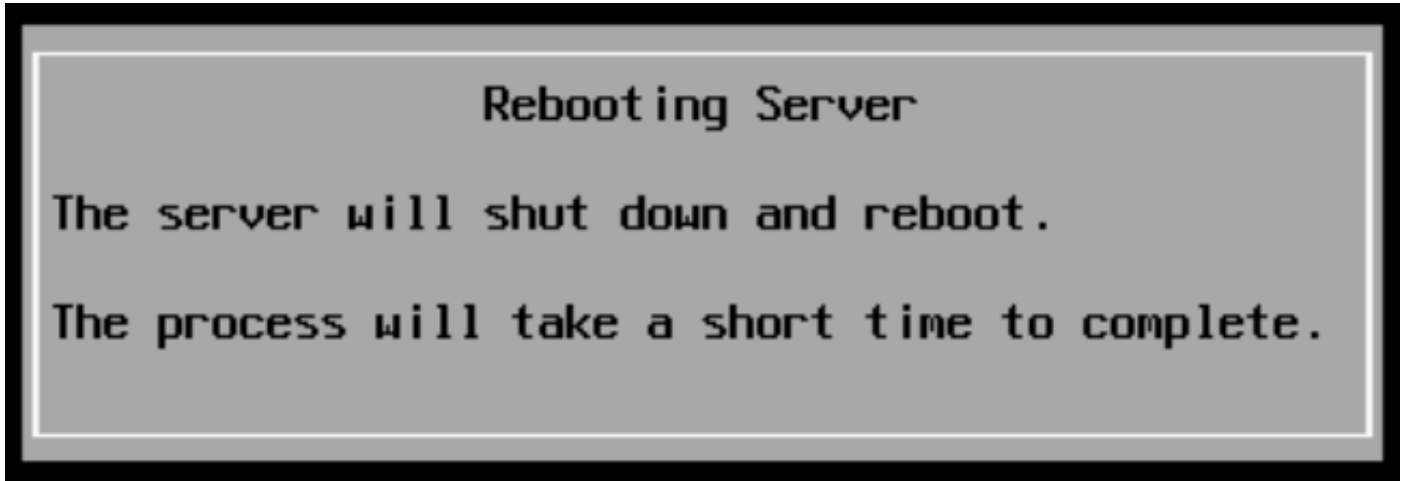 Rebooting Server
The server will shut down and reboot.
The process will take a short time to complete.